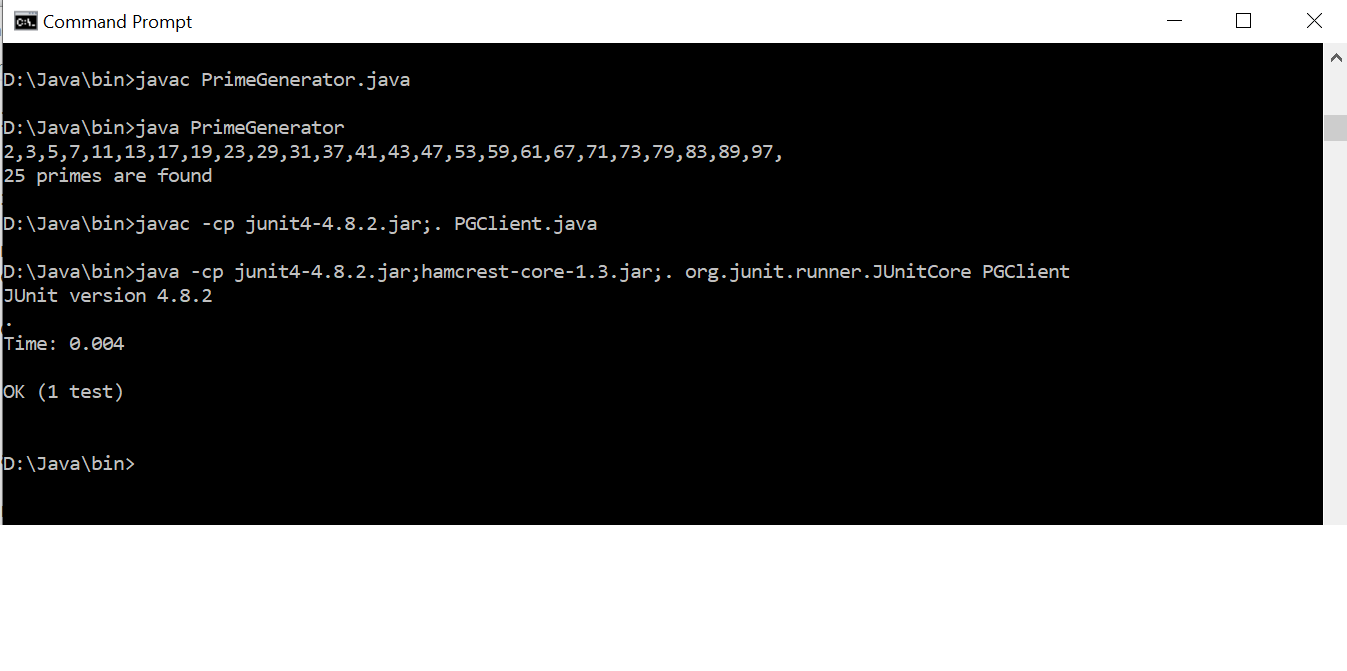 Command Prompt
D:\Java\bin>javac PrimeGenerator.java
D:\Java\bin>java PrimeGenerator
2,3,5,7,11,13,17,19,23,29,31,37,41,43,47,53,59,61,67,71,73,79,83,89,97,
25 primes are found
D:\Java\bin>javac -cp junit4-4.8.2.jar;. PGClient.java
D:\Java\bin>java -cp junit4-4.8.2.jar;hamcrest-core-1.3.jar;. org.junit.runner.JUnitCore PGClient
JUnit version 4.8.2
.
Time: 0.004
OK (1 test)
D:\Java\bin>